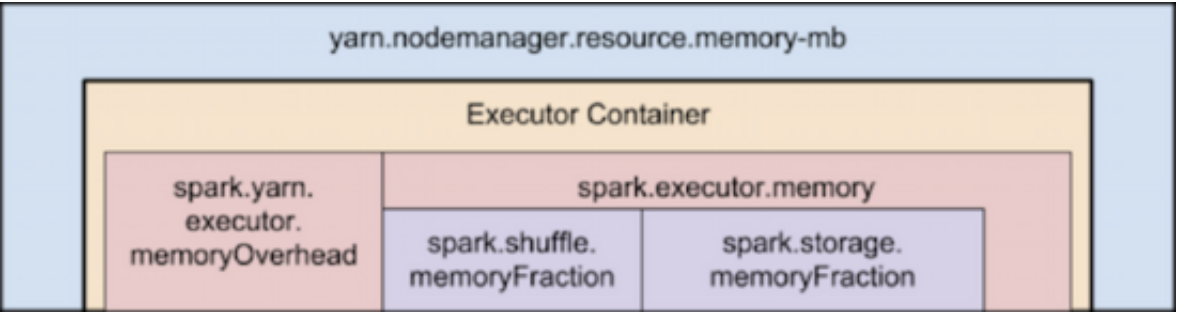 yarn.nodemanager.resource.memory-mb
Executor Container
spark.yarn.
executor.
memoryOverhead
spark.executor.memory
spark.shuffle.
memoryFraction
spark.storage.
memoryFraction